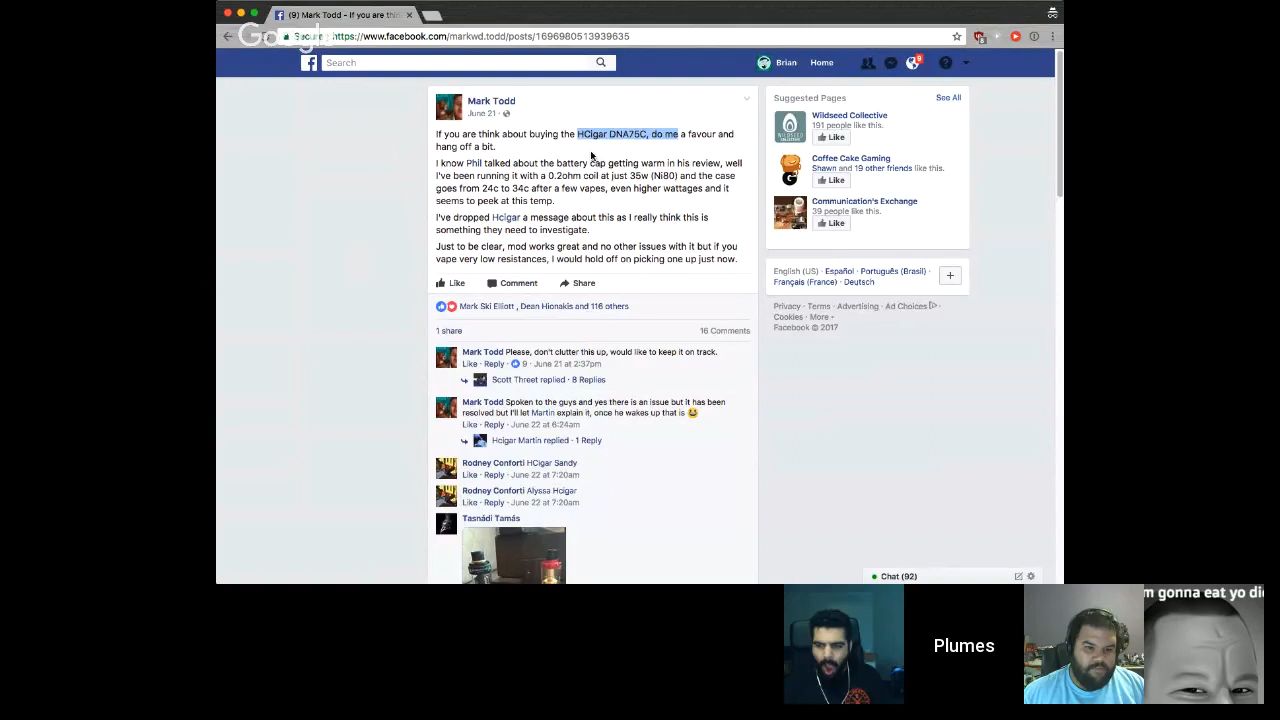 (9) Mark Todd - If you are thin
Google
Secure https://www.facebook.com/markwd.todd/posts/1696980513939635
Search
Brian Home
9
Mark Todd
June 21
If you are think about buying the HCigar DNA75C, do me a favour and
hang off a bit.
I know Phil talked about the battery cap getting warm in his review, well
I've been running it with a 0.2ohm coil at just 35w (Ni80) and the case
goes from 24c to 34c after a few vapes, even higher wattages and it
seems to peek at this temp.
I've dropped Hcigar a message about this as I really think this is
something they need to investigate.
Just to be clear, mod works great and no other issues with it but if you
vape very low resistances, I would hold off on picking one up just now.
Like Comment Share
Mark Ski Elliott , Dean Hionakis and 116 others
1 share 16 Comments
Mark Todd Please, don't clutter this up, would like to keep it on track.
Like · Reply · 9 · June 21 at 2:37pm
Scott Threet replied · 8 Replies
Mark Todd Spoken to the guys and yes there is an issue but it has been
resolved but I'll let Martin explain it, once he wakes up that is
Like · Reply · June 22 at 6:24am
Hcigar Martin replied · 1 Reply
Rodney Conforti HCigar Sandy
Like · Reply · June 22 at 7:20am
Rodney Conforti Alyssa Hcigar
Like · Reply · June 22 at 7:20am
Tasnádi Tamás
Suggested Pages See All
Wildseed Collective
191 people like this.
Like
Coffee Cake Gaming
Shawn and 19 other friends like this.
Like
Communication's Exchange
39 people like this.
Like
English (US) · Español · Português (Brasil) ·
Français (France) · Deutsch
Privacy · Terms · Advertising · Ad Choices ·
Cookies · More
Facebook © 2017
Chat (92)
Plumes
m gonna eat yo di